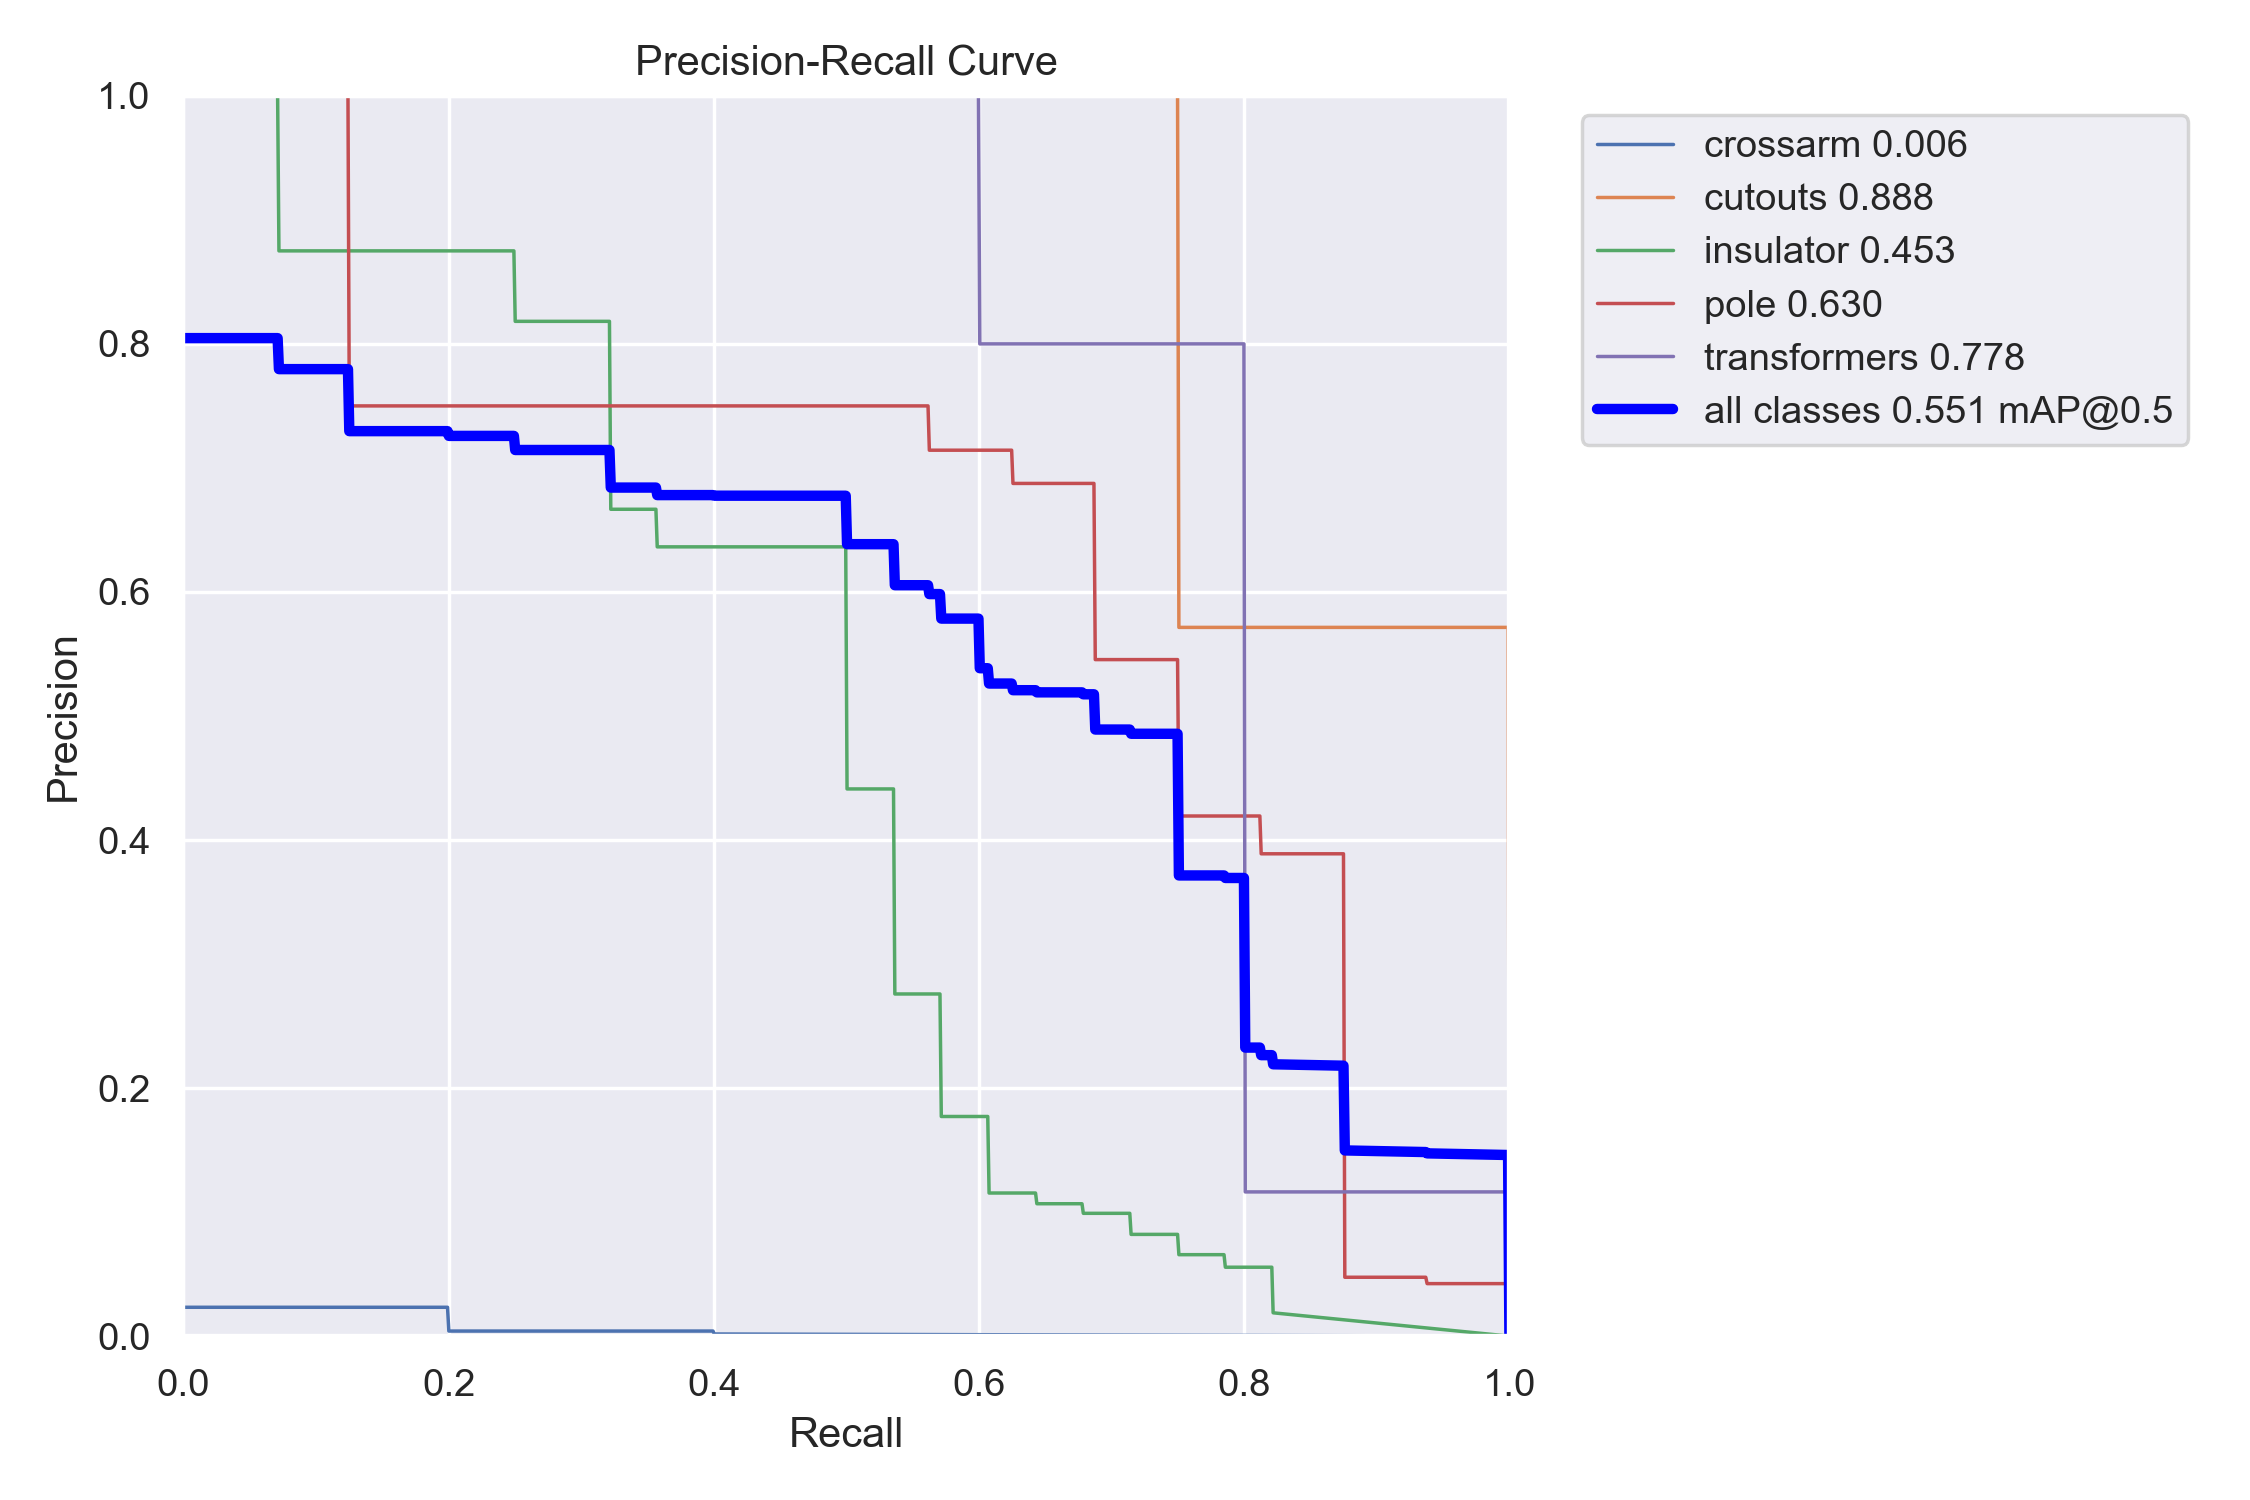 Precision-Recall Curve
1.0
0.8
0.6
0.4
0.2
0.0
Precision
0.0 0.2 0.4 0.6 0.8 1.0
Recall
crossarm 0.006
cutouts 0.888
insulator 0.453
pole 0.630
transformers 0.778
all classes 0.551 mAP@0.5